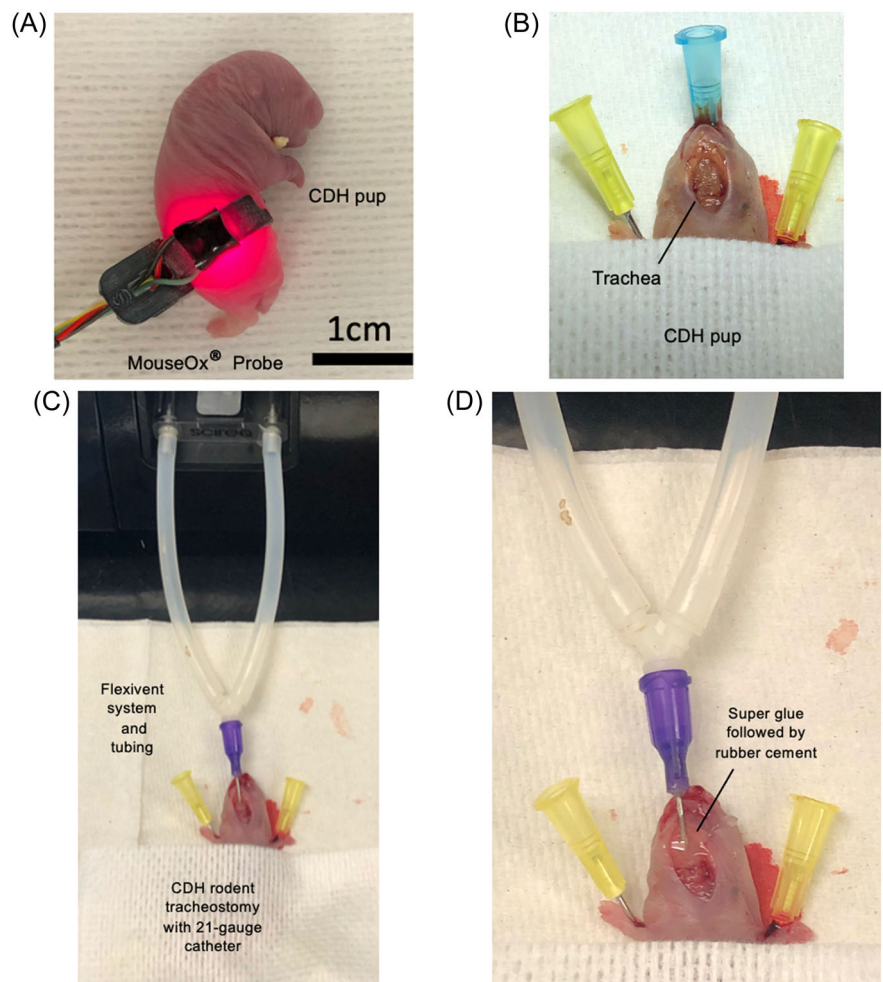 (A)
CDH pup
1cm
MouseOx® Probe
(B)
Trachea
CDH pup
(C)
scireq
Flexivent
system
and
tubing
CDH rodent
tracheostomy
with 21-gauge
catheter
(D)
Super glue
followed by
rubber cement